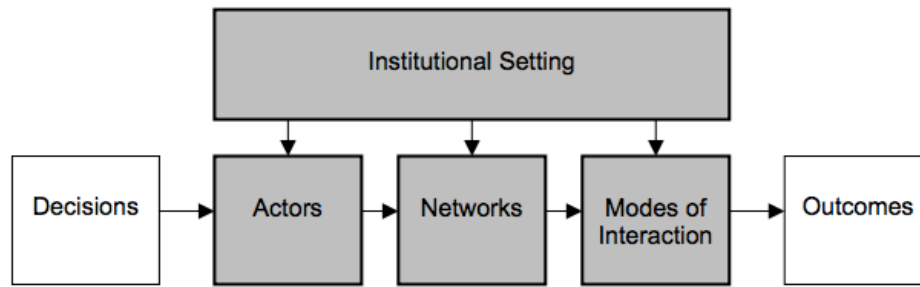 Institutional Setting
Decisions
Actors
Networks
Modes of
Interaction
Outcomes